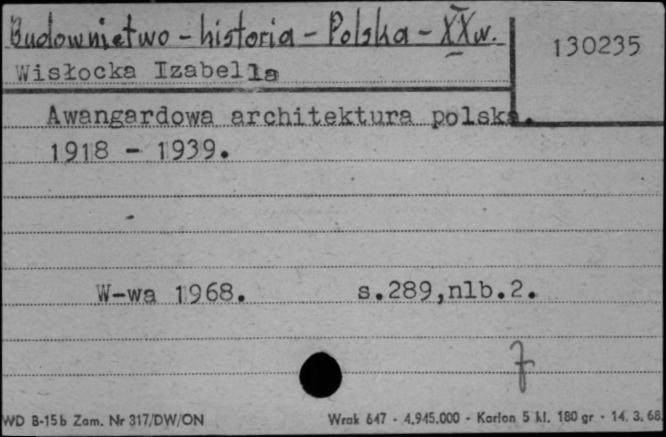 Budownictwo - historia - Polska - XX w.
130235
Wisłocka Izabella
Awangardowa architektura polska.
1918 - 1939.
W-wa 1968. s.289,nlb.2.
WD B-15b Zam. Nr 317/DW/ON Wrak 647 - 4.945.000 - Karton 5 kl. 180 gr - 14. 3. 68